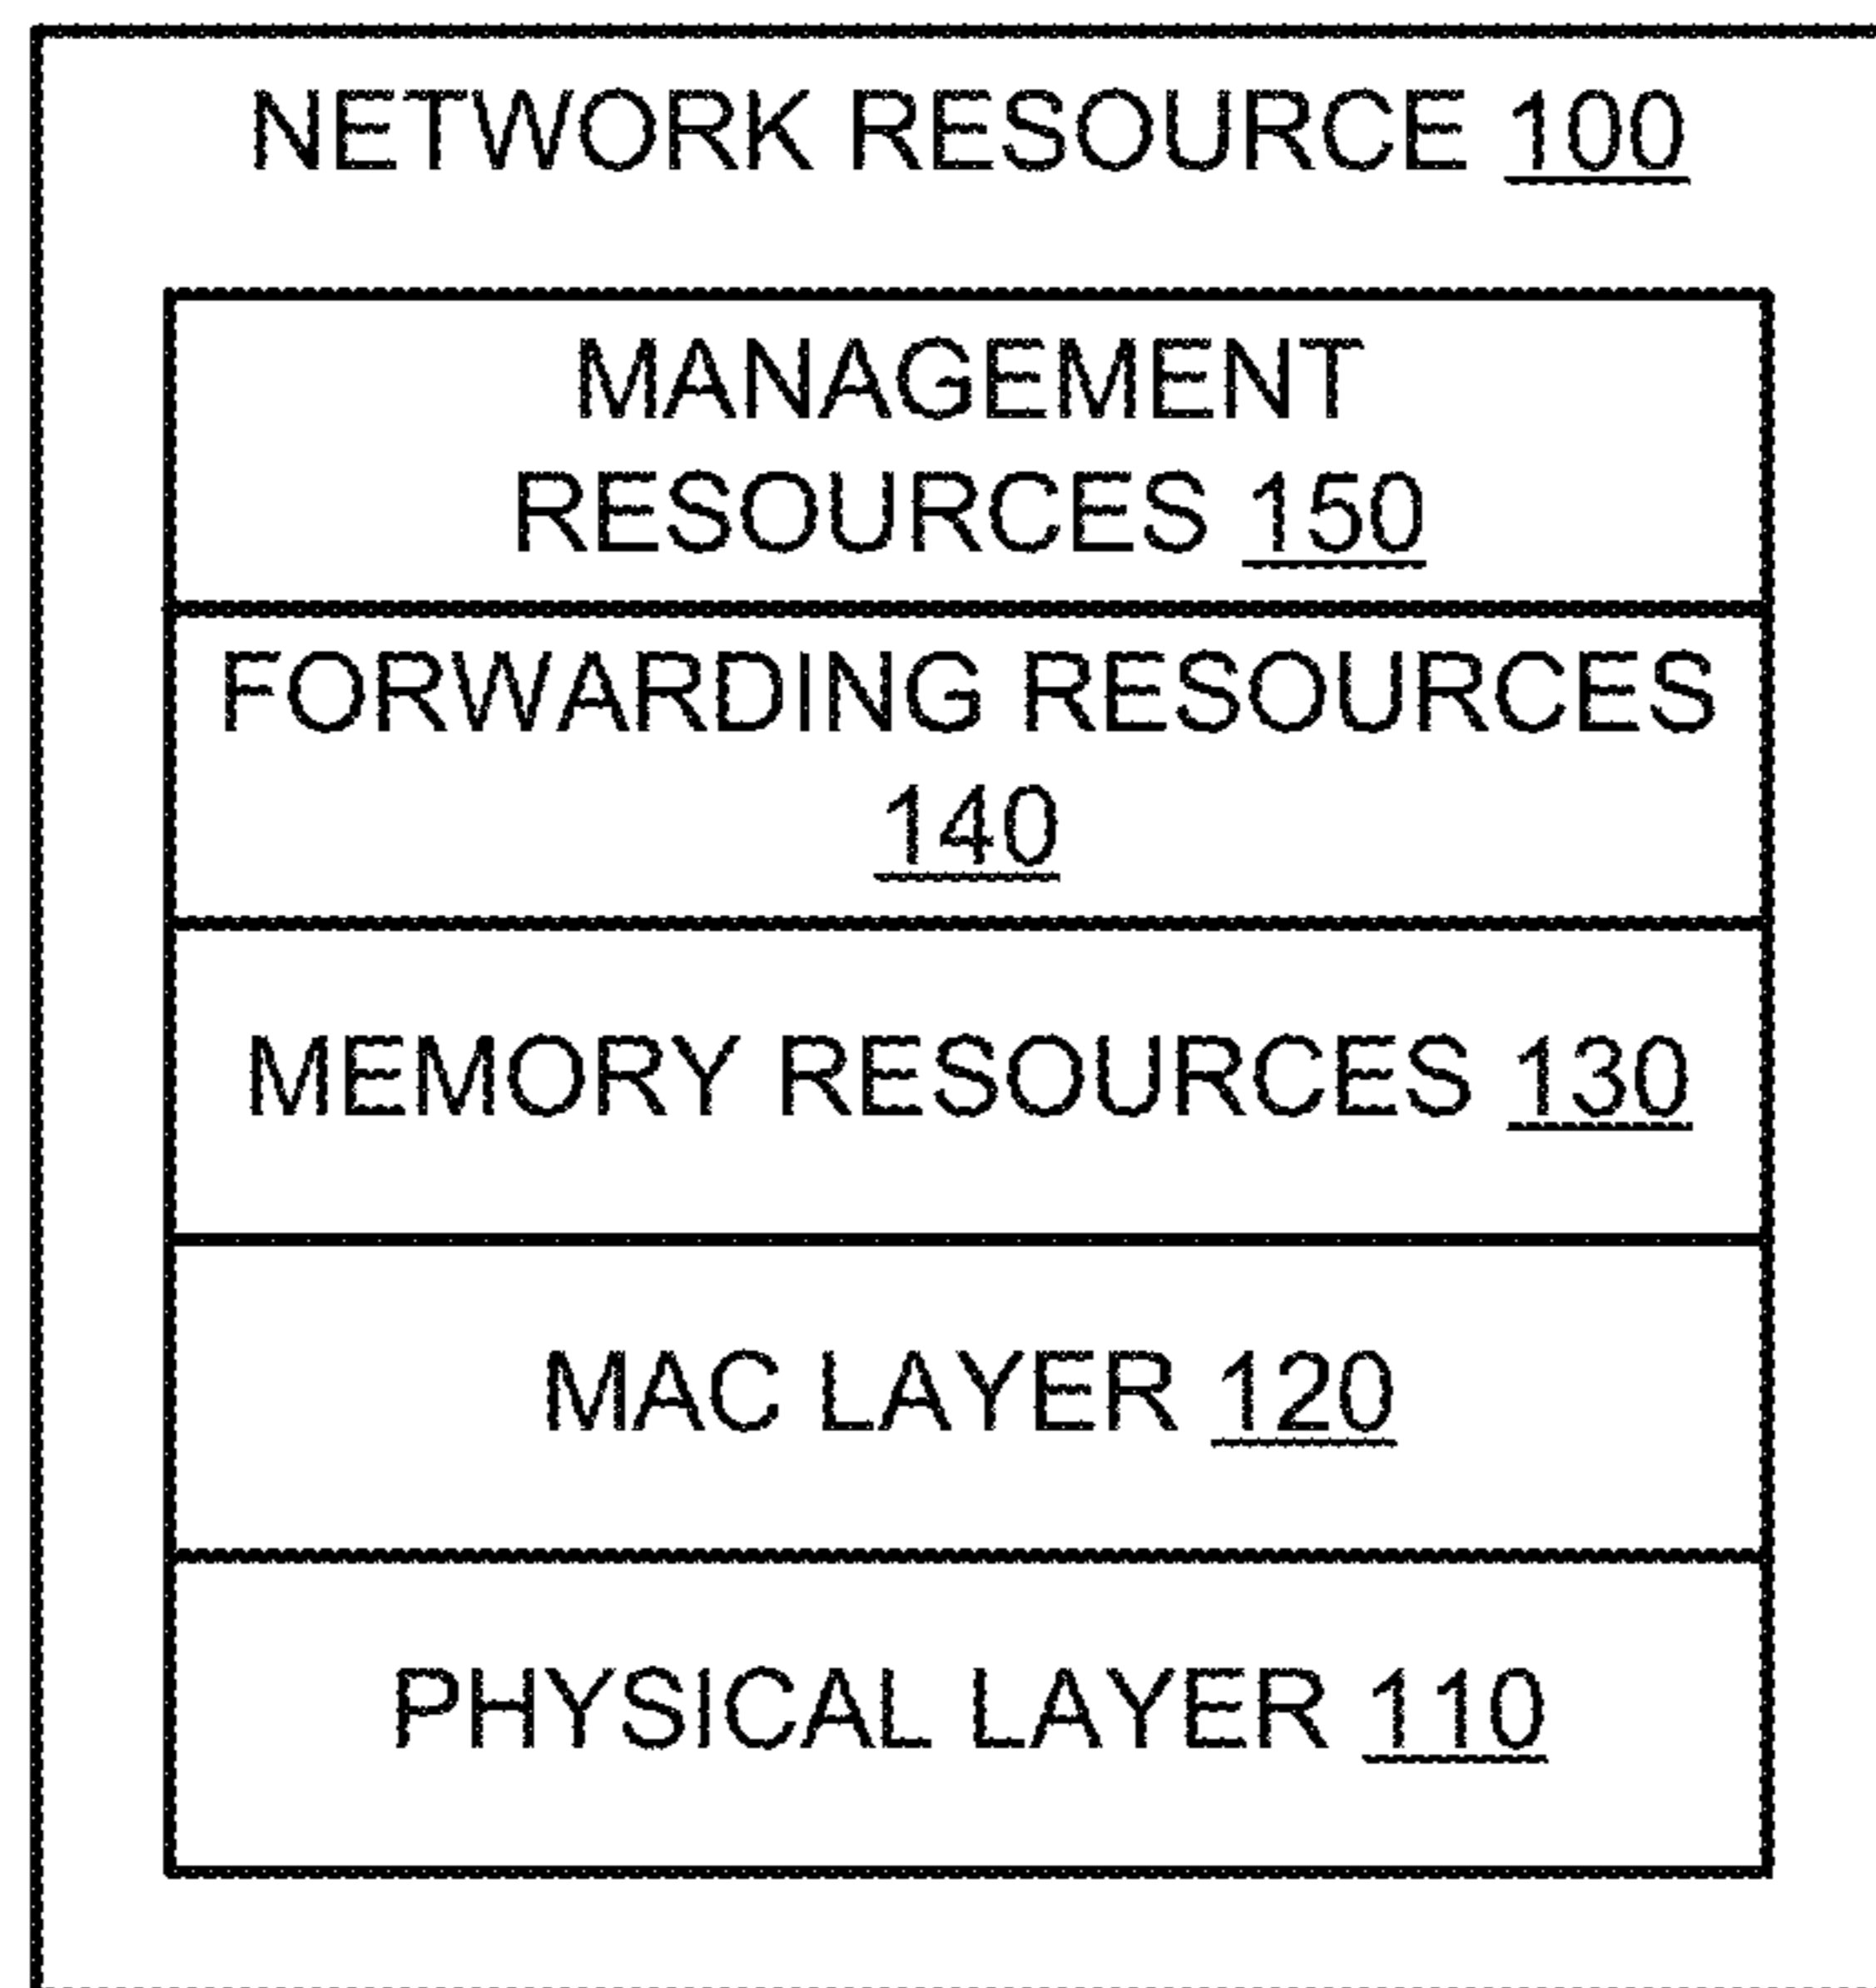 NETWORK RESOURCE 100
MANAGEMENT
RESOURCES 150
FORWARDING RESOURCES
140
MEMORY RESOURCES 130
MAC LAYER 120
PHYSICAL LAYER 110